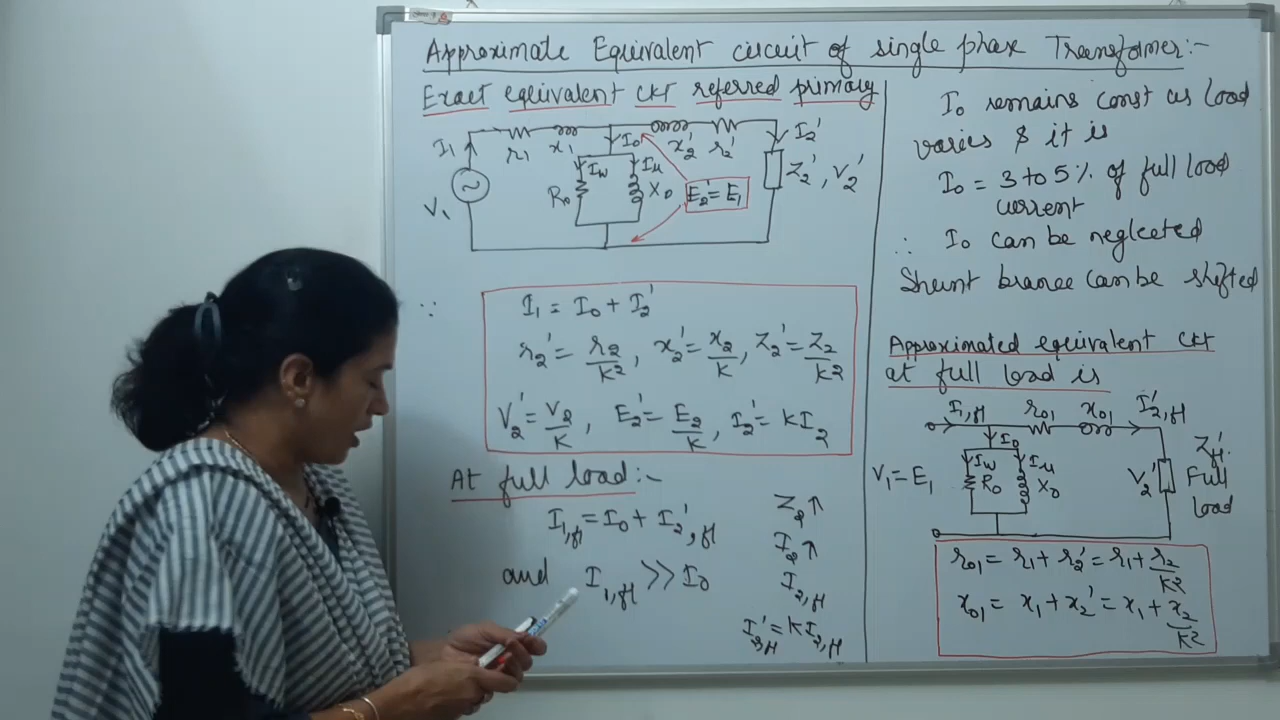 Approximate Equivalent circuit of single phase Transformer:-
Exact equivalent CKT referred primary
I₁ r₁ x₁ I₀ x₂' r₂' I₂'
I_w I_μ
R₀ X₀ E₂' = E₁ Z₂', V₂'
V₁
∵ I₁ = I₀ + I₂'
r₂' = r₂/K², x₂' = x₂/K, Z₂' = Z₂/K²
V₂' = V₂/K, E₂' = E₂/K, I₂' = KI₂
At full load:-
I₁,fl = I₀ + I₂',fl
and I₁,fl >> I₀
Z₂↑
I₂↑
I₂,fl
I₂'fl = KI₂,fl
I₀ remains const as load
varies & it is
I₀ = 3 to 5% of full load
current
∴ I₀ can be neglected
Shunt brance can be shifted
Approximated equivalent CKT
at full load is
I₁,fl r₀₁ x₀₁ I₂',fl
I₀
I_w I_μ Z'fl.
V₁ = E₁ R₀ X₀ V₂' Full
load
r₀₁ = r₁ + r₂' = r₁ + r₂/K²
x₀₁ = x₁ + x₂' = x₁ + x₂/K²